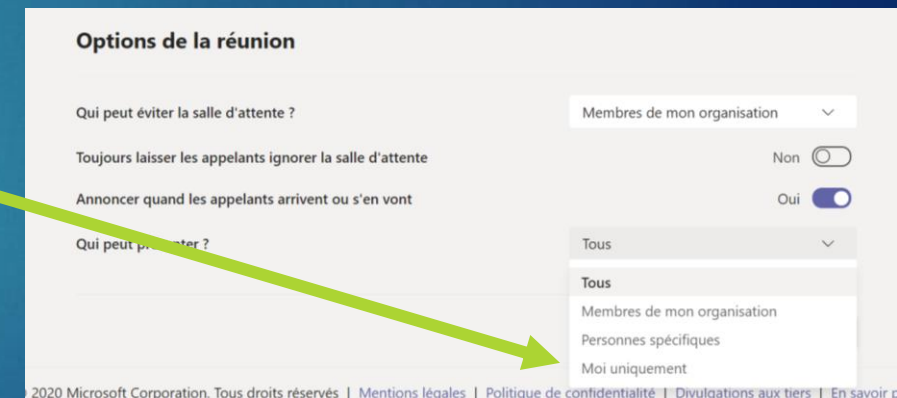 Options de la réunion
Qui peut éviter la salle d'attente ? Membres de mon organisation
Toujours laisser les appelants ignorer la salle d'attente Non
Annoncer quand les appelants arrivent ou s'en vont Oui
Qui peut ? Tous
Tous
Membres de mon organisation
Personnes spécifiques
Moi uniquement
2020 Microsoft Corporation. Tous droits réservés | Mentions légales | Politique de confidentialité | Divulgations aux tiers | En savoir